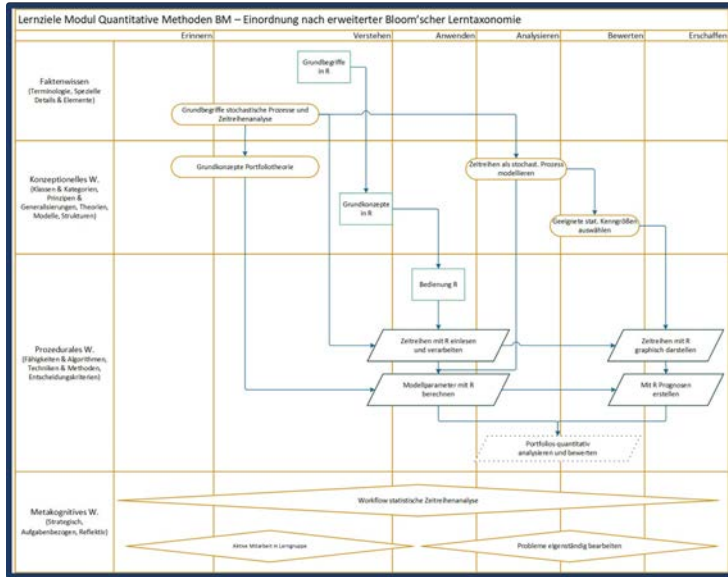 Lernziele Modul Quantitative Methoden BM – Einordnung nach erweiterter Bloom'scher Lerntaxonomie
Erinnern
Verstehen
Anwenden
Analysieren
Bewerten
Erschaffen
Faktenwissen
(Terminologie, Spezielle
Details & Elemente)
Grundbegriffe
in R
Grundbegriffe stochastische Prozesse und
Zeitreihenanalyse
Konzeptionelles W.
(Klassen & Kategorien,
Prinzipien &
Generalisierungen, Theorien,
Modelle, Strukturen)
Grundkonzepte Portfoliotheorie
Zeitreihen als stochast. Prozess
modellieren
Grundkonzepte
in R
Geeignete stat. Kenngrößen
auswählen
Prozedurales W.
(Fähigkeiten & Algorithmen,
Techniken & Methoden,
Entscheidungskriterien)
Bedienung R
Zeitreihen mit R einlesen
und verarbeiten
Zeitreihen mit R
graphisch darstellen
Modellparameter mit R
berechnen
Mit R Prognosen
erstellen
Portfolios quantitativ
analysieren und bewerten
Metakognitives W.
(Strategisch,
Aufgabenbezogen, Reflektiv)
Workflow statistische Zeitreihenanalyse
Aktive Mitarbeit in Lerngruppe
Probleme eigenständig bearbeiten